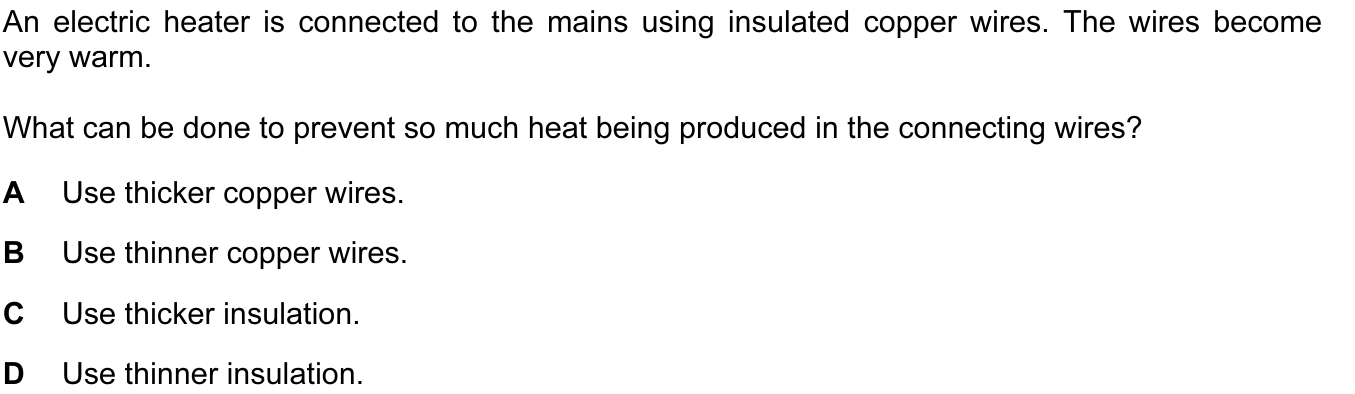 An electric heater is connected to the mains using insulated copper wires. The wires become
very warm.
What can be done to prevent so much heat being produced in the connecting wires?
A Use thicker copper wires.
B Use thinner copper wires.
C Use thicker insulation.
D Use thinner insulation.